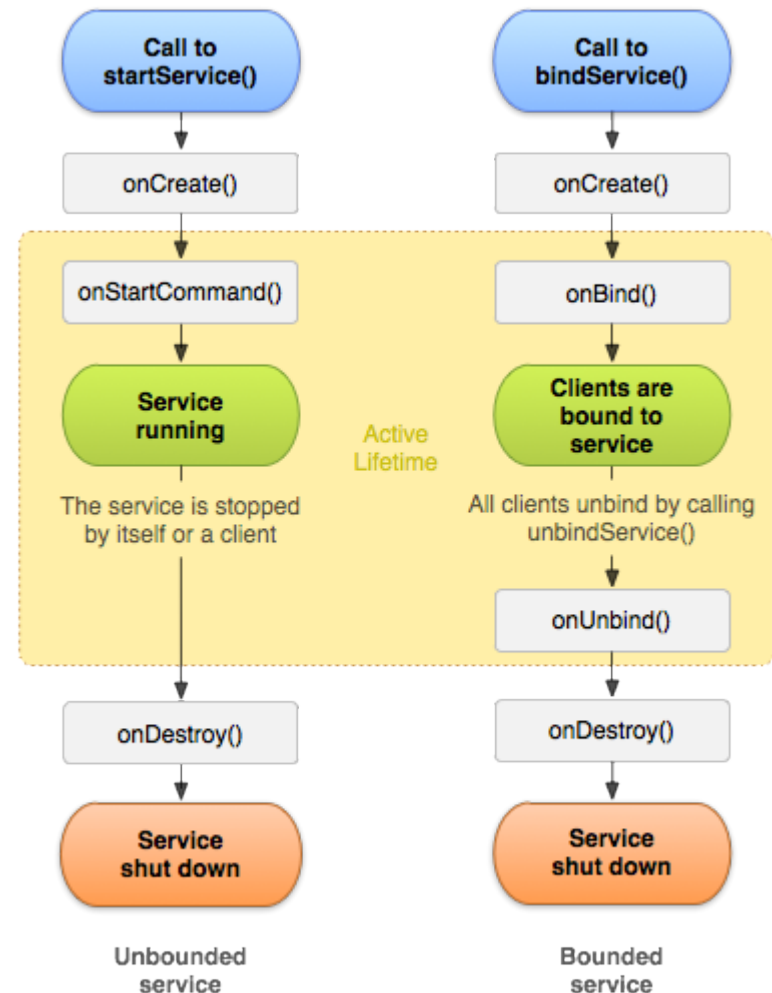 Call to
startService()
onCreate()
onStartCommand()
Service
running
The service is stopped
by itself or a client
onDestroy()
Service
shut down
Unbounded
service
Active
Lifetime
Call to
bindService()
onCreate()
onBind()
Clients are
bound to
service
All clients unbind by calling
unbindService()
onUnbind()
onDestroy()
Service
shut down
Bounded
service